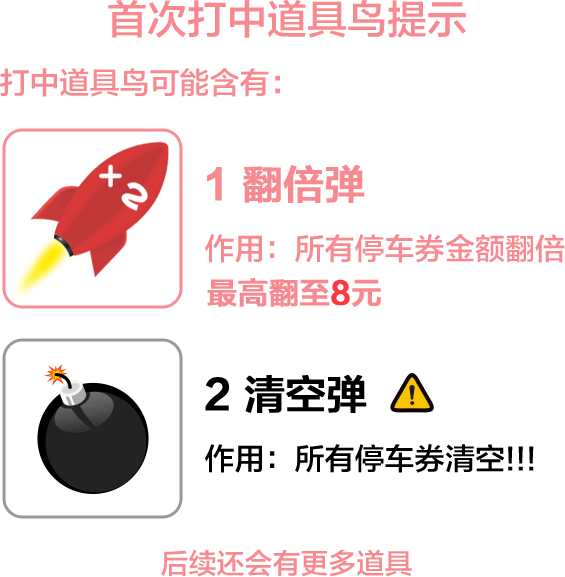 首次打中道具鸟提示
打中道具鸟可能含有：
×2
1 翻倍弹
作用：所有停车券金额翻倍
最高翻至8元
2 清空弹
!
作用：所有停车券清空!!!
后续还会有更多道具